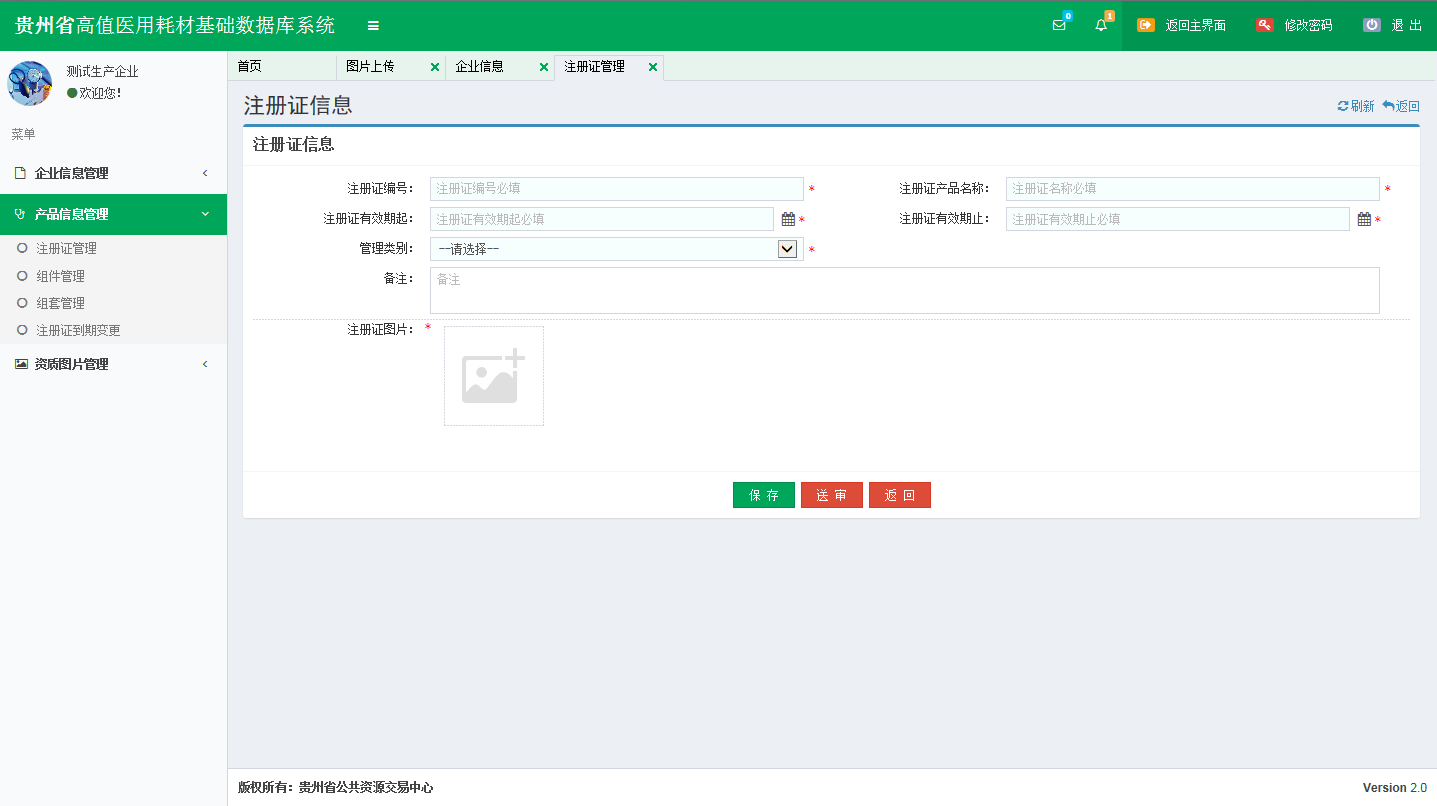 贵州省高值医用耗材基础数据库系统
0
1
返回主界面
修改密码
退 出
测试生产企业
欢迎您!
菜单
企业信息管理
产品信息管理
注册证管理
组件管理
组套管理
注册证到期变更
资质图片管理
首页
图片上传
企业信息
注册证管理
注册证信息
刷新
返回
注册证信息
注册证编号： 注册证编号必填 *
注册证产品名称： 注册证名称必填 *
注册证有效期起： 注册证有效期起必填 *
注册证有效期止： 注册证有效期止必填 *
管理类别： --请选择-- *
备注： 备注
注册证图片： *
保 存
送 审
返 回
版权所有：贵州省公共资源交易中心
Version 2.0